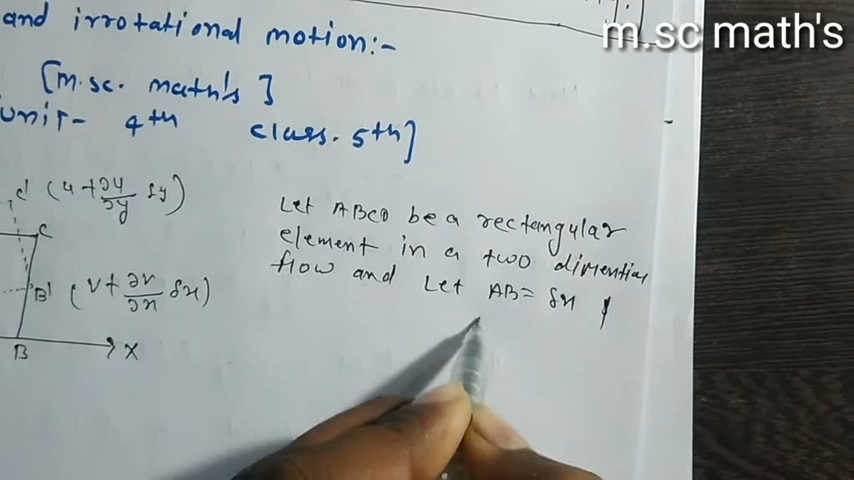 and irrotational motion:-
m.sc math's
[m.sc. math's]
unit- 4th class. 5th]
C' (u + ∂u/∂y δy)
C
Let ABCD be a rectangular
element in a two dimential
flow and Let AB = δx
B' (v + ∂v/∂x δx)
B X